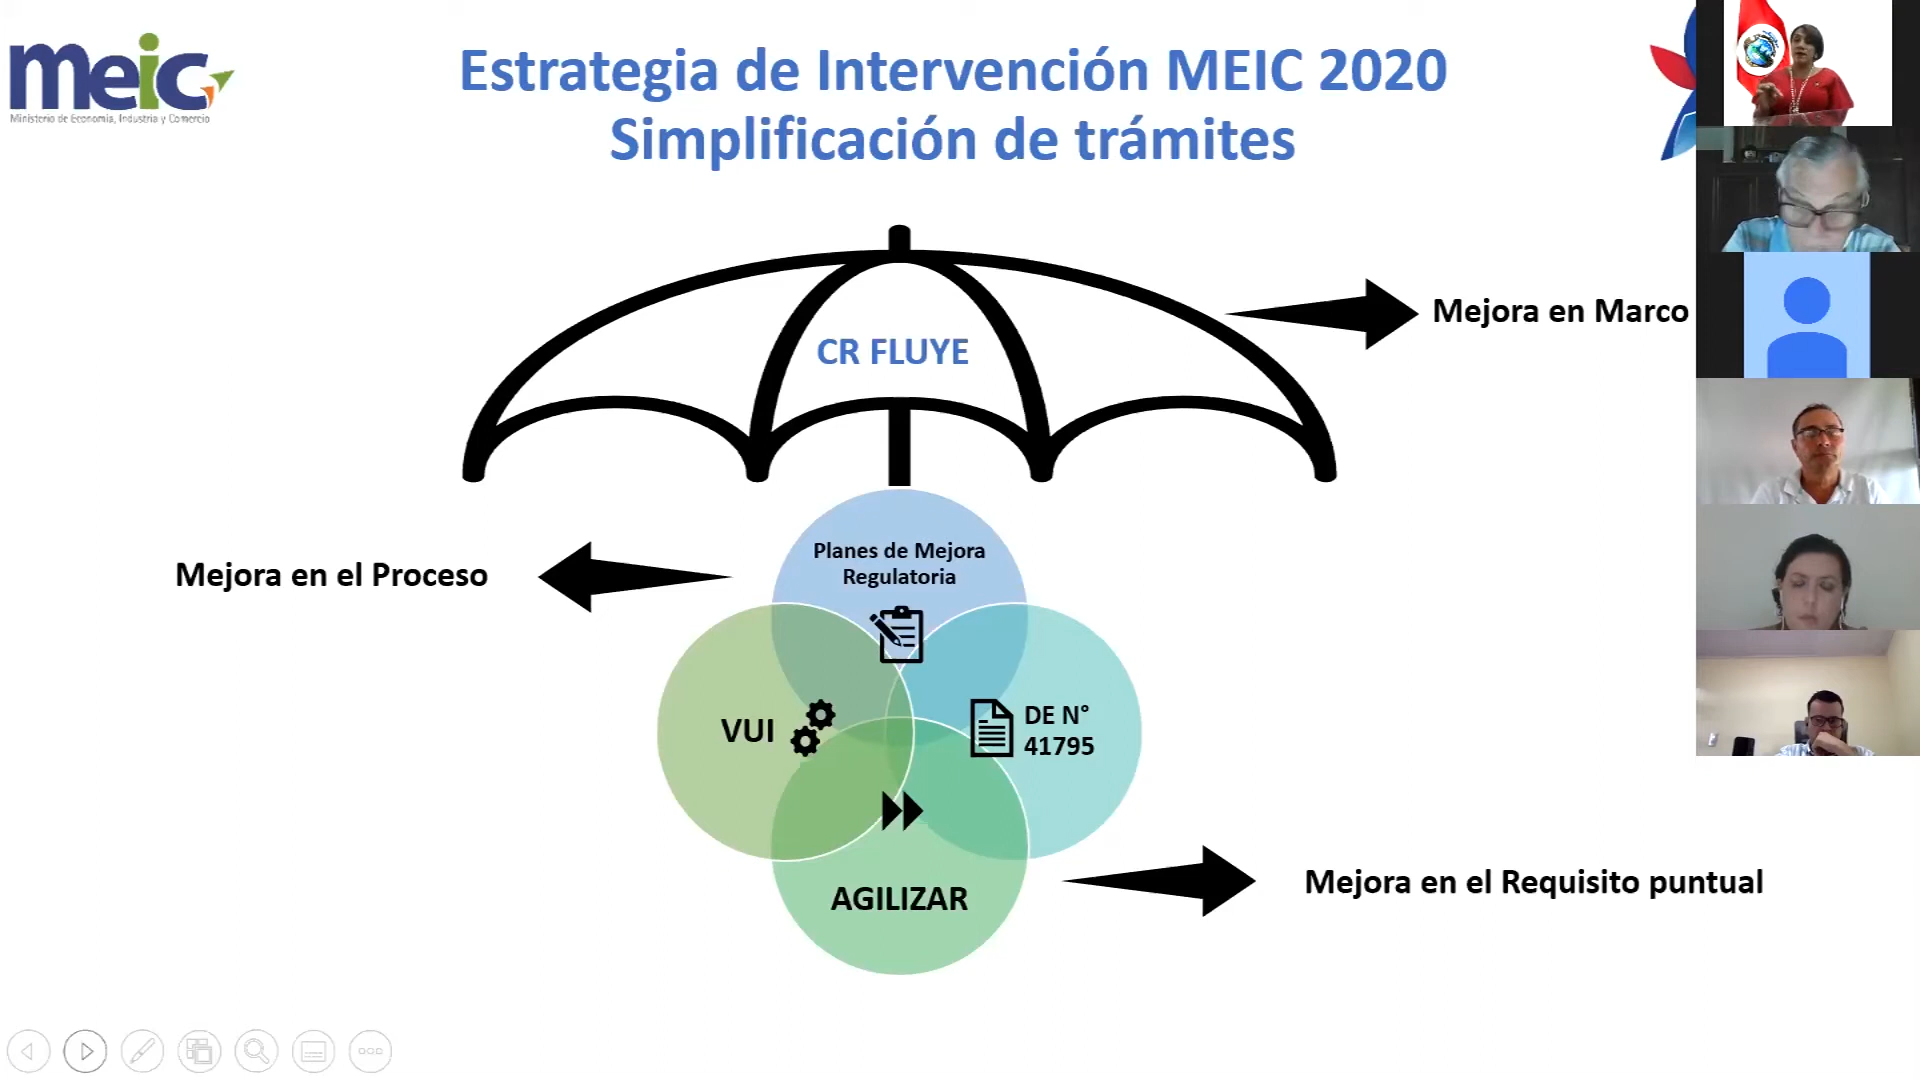 meic
Ministerio de Economía, Industria y Comercio
Estrategia de Intervención MEIC 2020
Simplificación de trámites
CR FLUYE
Mejora en Marco
Mejora en el Proceso
Planes de Mejora
Regulatoria
VUI
DE N°
41795
AGILIZAR
Mejora en el Requisito puntual